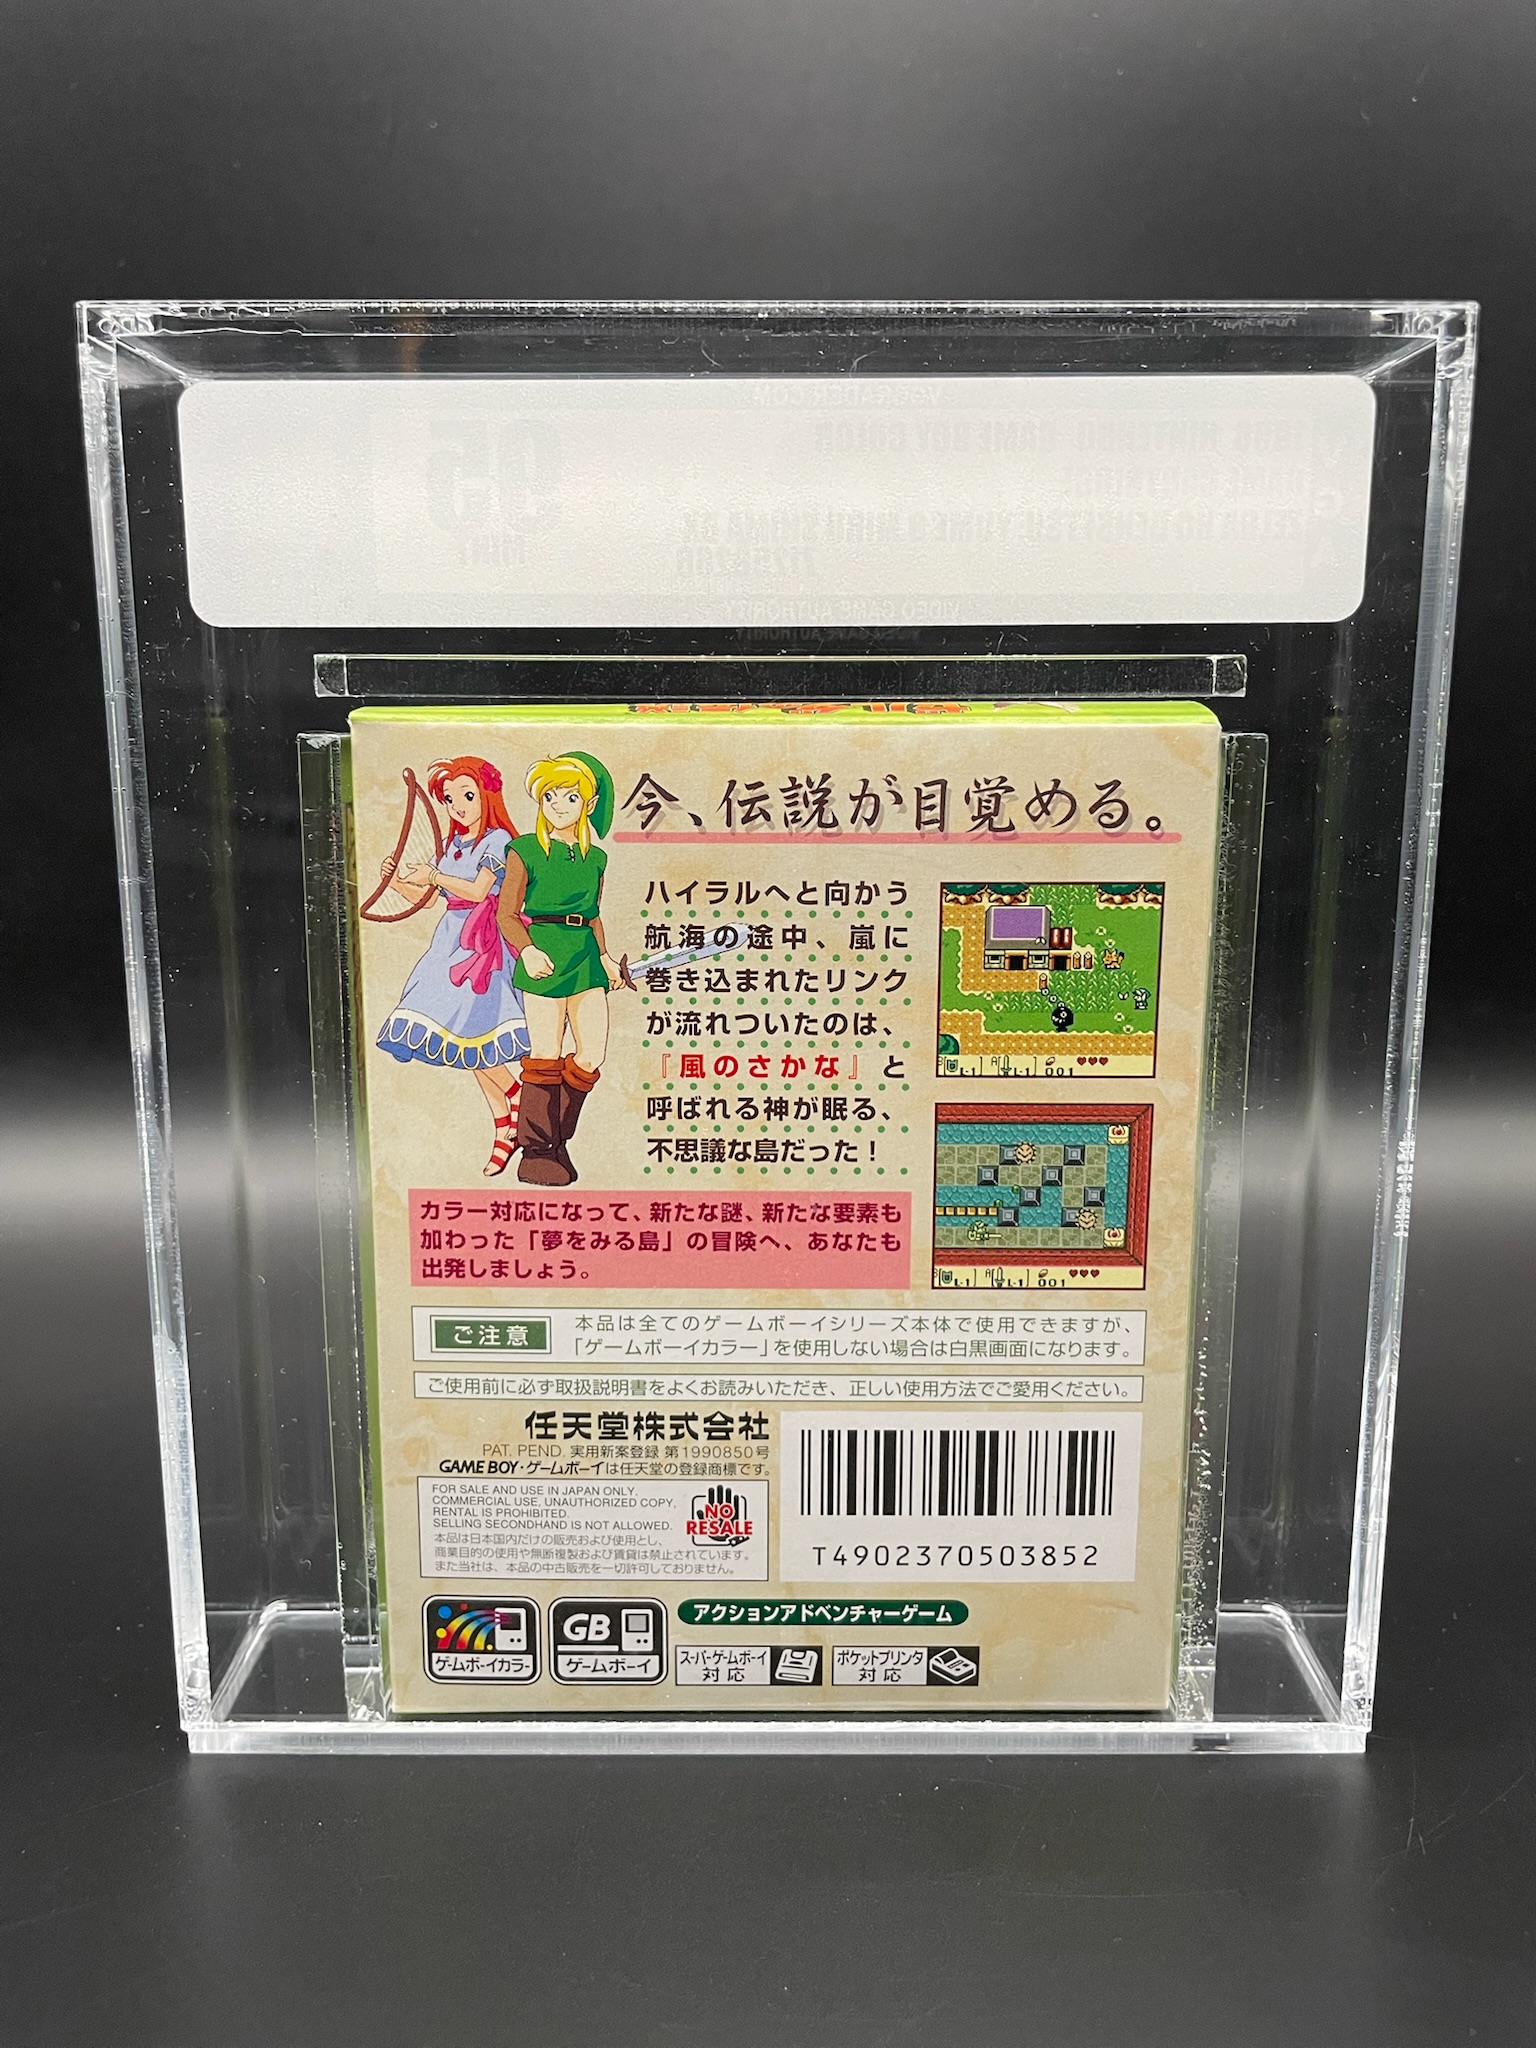 今、伝説が目覚める。
ハイラルへと向かう
航海の途中、嵐に
巻き込まれたリンク
が流れついたのは、
『風のさかな』と
呼ばれる神が眠る、
不思議な島だった！
B L-1 A L-1 001
B L-1 A L-1 001
カラー対応になって、新たな謎、新たな要素も
加わった「夢をみる島」の冒険へ、あなたも
出発しましょう。
ご注意
本品は全てのゲームボーイシリーズ本体で使用できますが、
「ゲームボーイカラー」を使用しない場合は白黒画面になります。
ご使用前に必ず取扱説明書をよくお読みいただき、正しい使用方法でご愛用ください。
任天堂株式会社
PAT. PEND. 実用新案登録 第1990850号
GAME BOY・ゲームボーイは任天堂の登録商標です。
FOR SALE AND USE IN JAPAN ONLY.
COMMERCIAL USE, UNAUTHORIZED COPY,
RENTAL IS PROHIBITED.
SELLING SECONDHAND IS NOT ALLOWED.
本品は日本国内だけの販売および使用とし、
商業目的の使用や無断複製および賃貸は禁止されています。
また当社は、本品の中古販売を一切許可しておりません。
NO
RESALE
T4902370503852
ゲームボーイカラー
GB
ゲームボーイ
アクションアドベンチャーゲーム
スーパーゲームボーイ
対応
ポケットプリンタ
対応